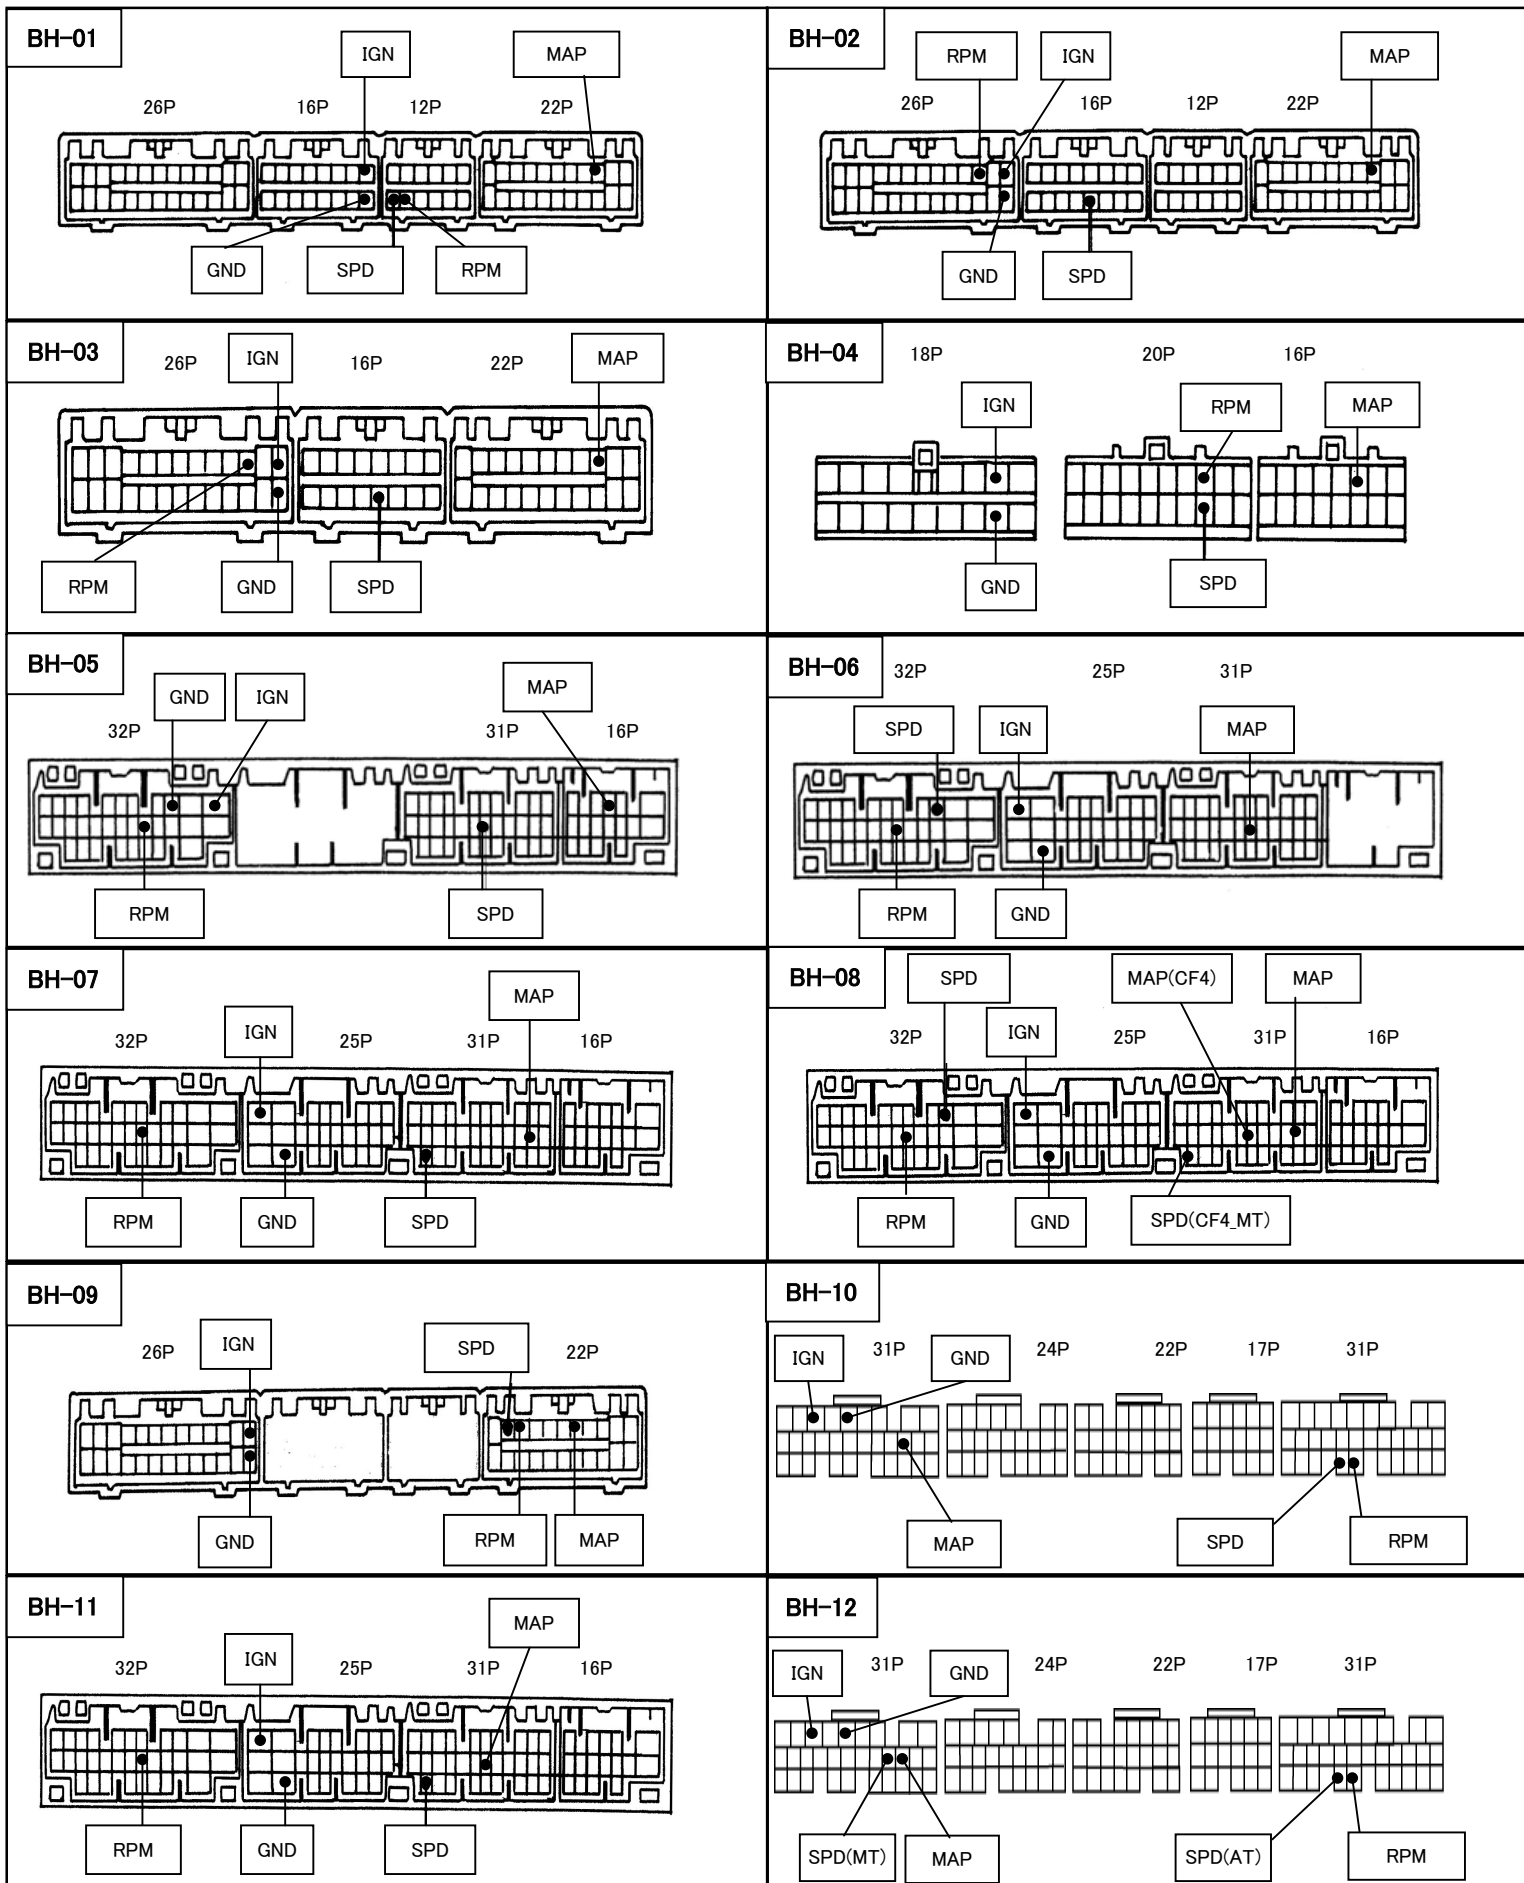 BH-01
IGN
MAP
26P 16P 12P 22P
GND SPD RPM
BH-02
RPM IGN MAP
26P 16P 12P 22P
GND SPD
BH-03
26P IGN 16P 22P MAP
RPM GND SPD
BH-04
18P 20P 16P
IGN RPM MAP
GND SPD
BH-05
GND IGN MAP
32P 31P 16P
RPM SPD
BH-06
32P 25P 31P
SPD IGN MAP
RPM GND
BH-07
MAP
IGN
32P 25P 31P 16P
RPM GND SPD
BH-08
SPD MAP(CF4) MAP
IGN
32P 25P 31P 16P
RPM GND SPD(CF4_MT)
BH-09
26P IGN SPD 22P
GND RPM MAP
BH-10
IGN 31P GND 24P 22P 17P 31P
MAP SPD RPM
BH-11
MAP
IGN
32P 25P 31P 16P
RPM GND SPD
BH-12
IGN 31P GND 24P 22P 17P 31P
SPD(MT) MAP SPD(AT) RPM